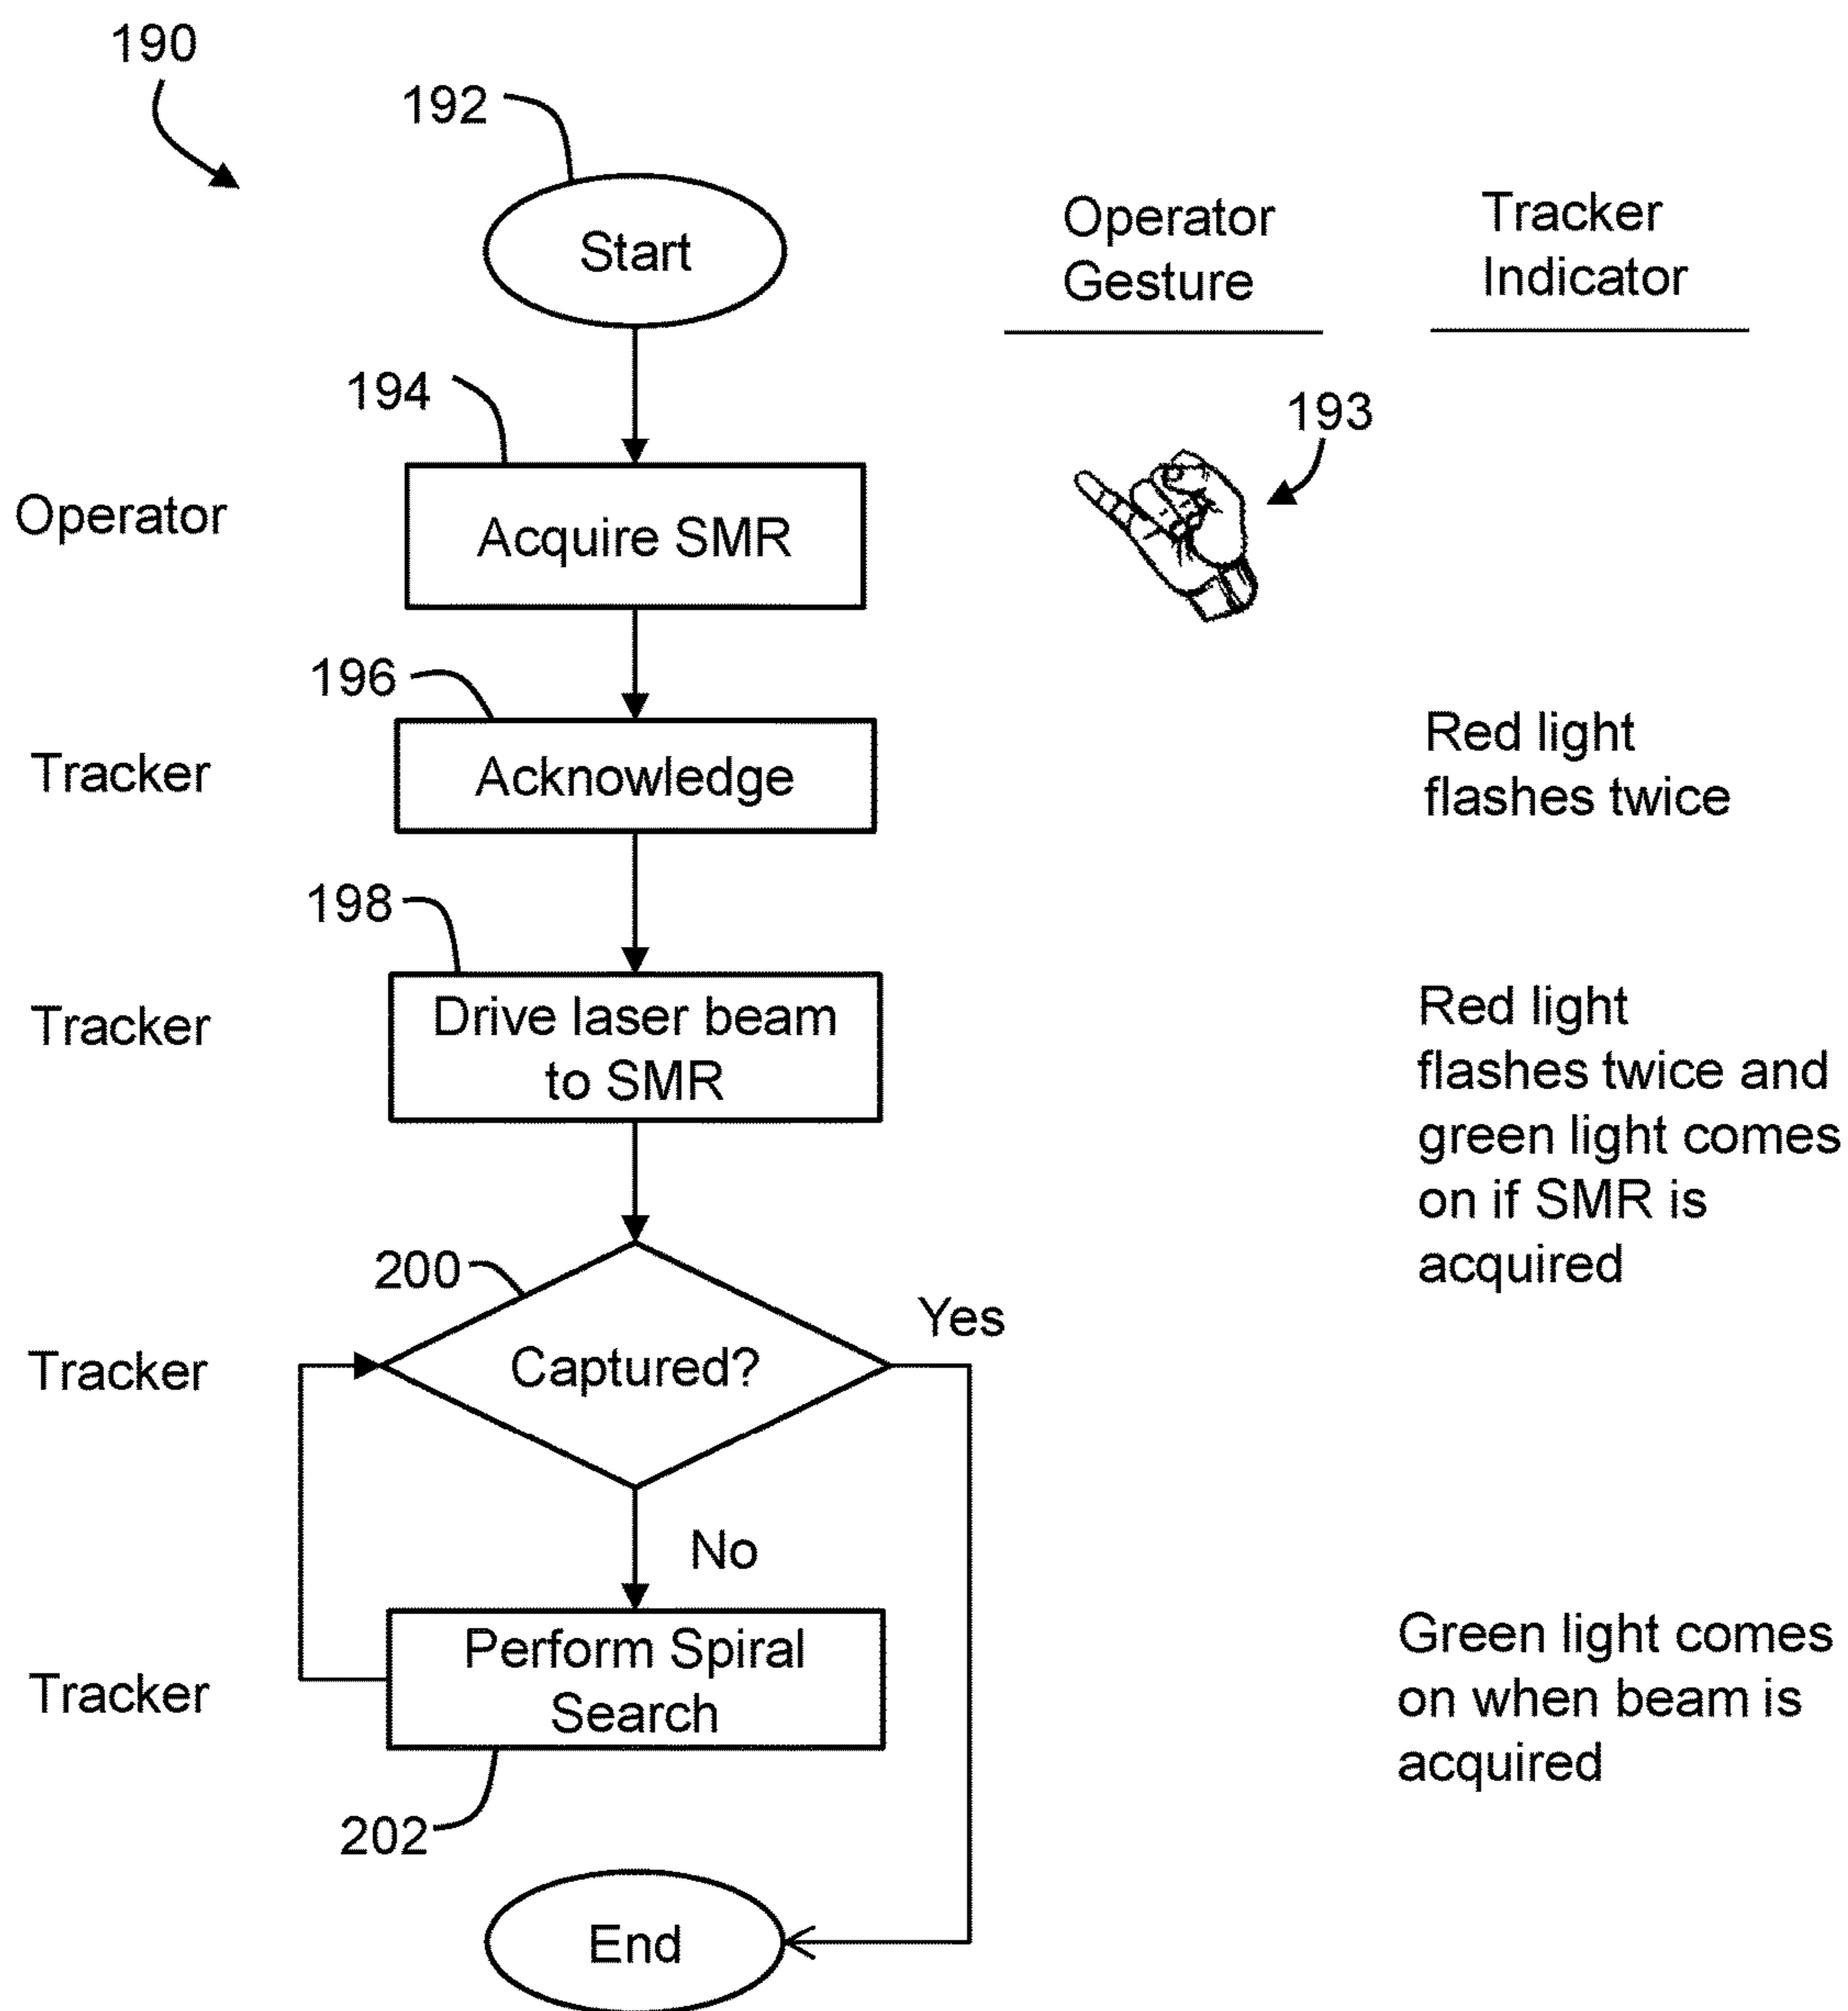 190
192
Start
Operator
Gesture
Tracker
Indicator
194
193
Operator
Acquire SMR
196
Tracker
Acknowledge
Red light
flashes twice
198
Tracker
Drive laser beam
to SMR
Red light
flashes twice and
green light comes
on if SMR is
acquired
200
Yes
Tracker
Captured?
No
Tracker
Perform Spiral
Search
Green light comes
on when beam is
acquired
202
End